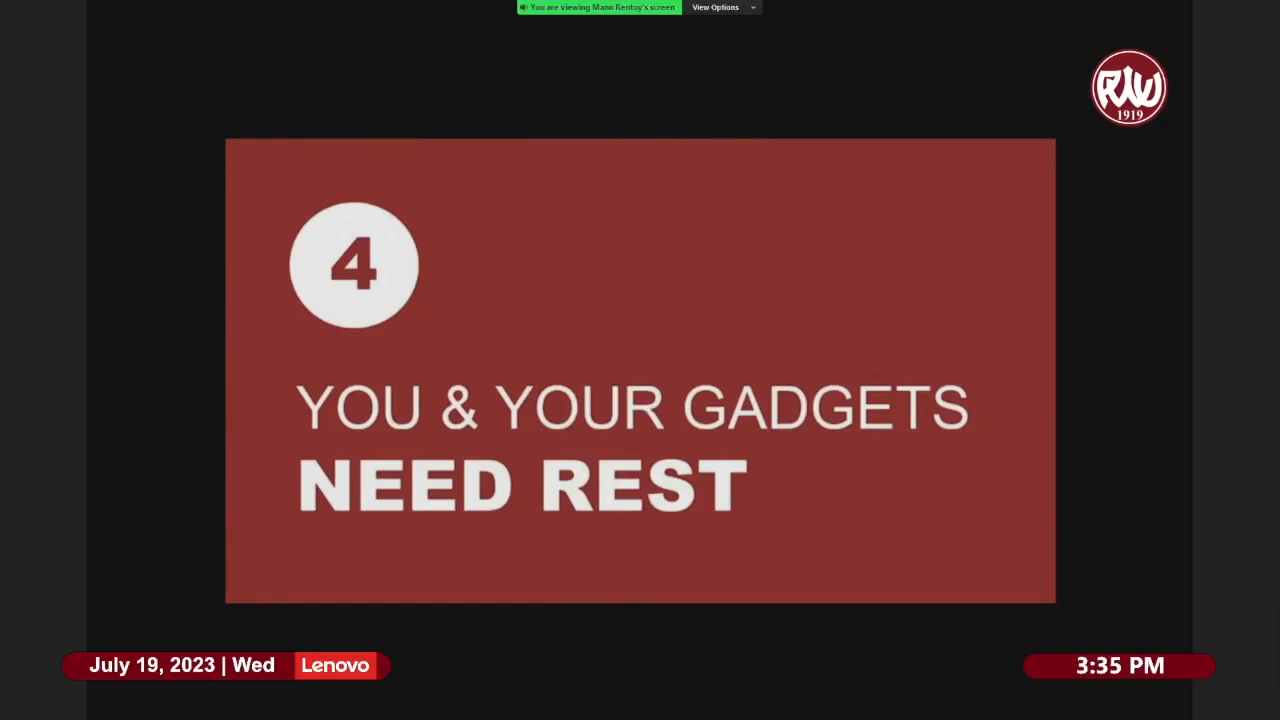 You are viewing Mann Rentoy's screen View Options
RW
1919
4
YOU & YOUR GADGETS
NEED REST
July 19, 2023 | Wed Lenovo
3:35 PM